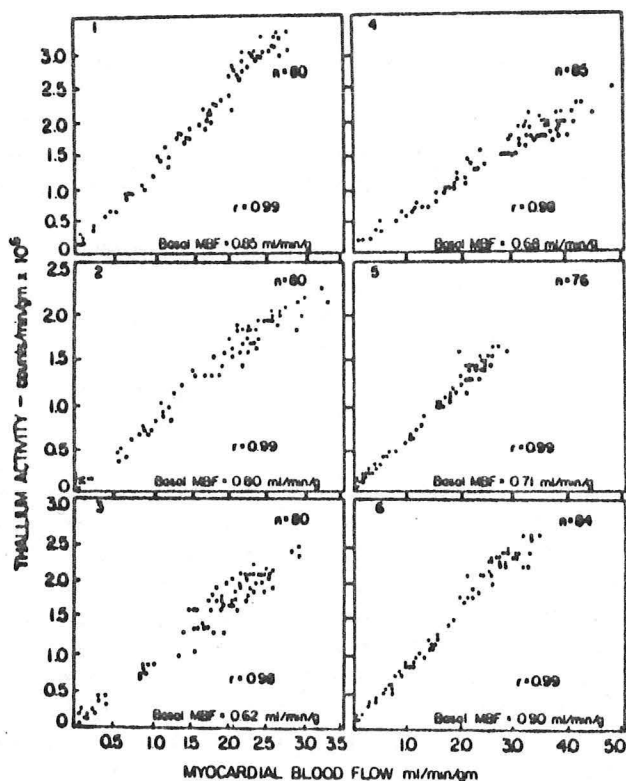 1
n=80
r=0.99
Basal MBF = 0.85 ml/min/g
3.0
2.5
2.0
1.5
1.0
0.5
0
4
n=85
r=0.98
Basal MBF = 0.68 ml/min/g
2
n=80
r=0.99
Basal MBF = 0.80 ml/min/g
2.5
2.0
1.5
1.0
0.5
0
5
n=76
r=0.99
Basal MBF = 0.71 ml/min/g
3
n=80
r=0.98
Basal MBF = 0.62 ml/min/g
3.0
2.5
2.0
1.5
1.0
0.5
0
6
n=84
r=0.99
Basal MBF = 0.90 ml/min/g
0.5 1.0 1.5 2.0 2.5 3.0 3.5
0 1.0 2.0 3.0 4.0 5.0
THALLIUM ACTIVITY - counts/min/gm x 10⁶
MYOCARDIAL BLOOD FLOW ml/min/gm